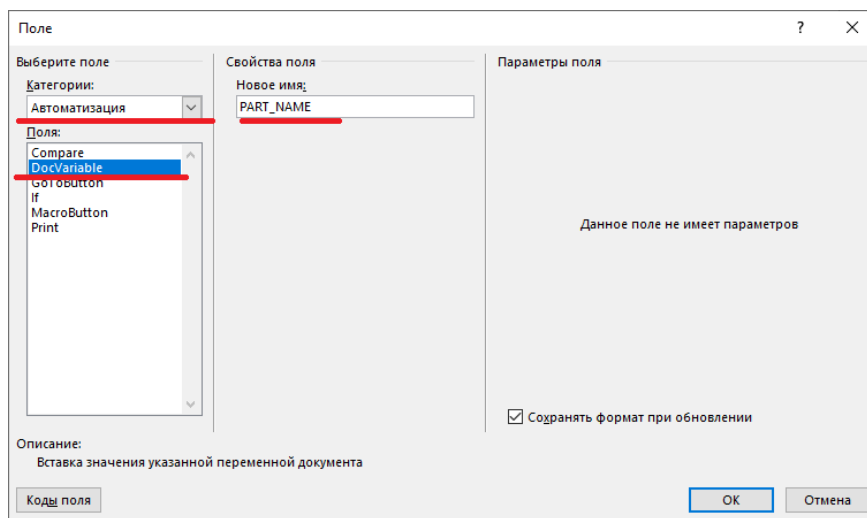 Поле
?
Выберите поле
Категории:
Автоматизация
Поля:
Compare
DocVariable
GoToButton
If
MacroButton
Print
Свойства поля
Новое имя:
PART_NAME
Параметры поля
Данное поле не имеет параметров
Сохранять формат при обновлении
Описание:
Вставка значения указанной переменной документа
Коды поля
OK
Отмена